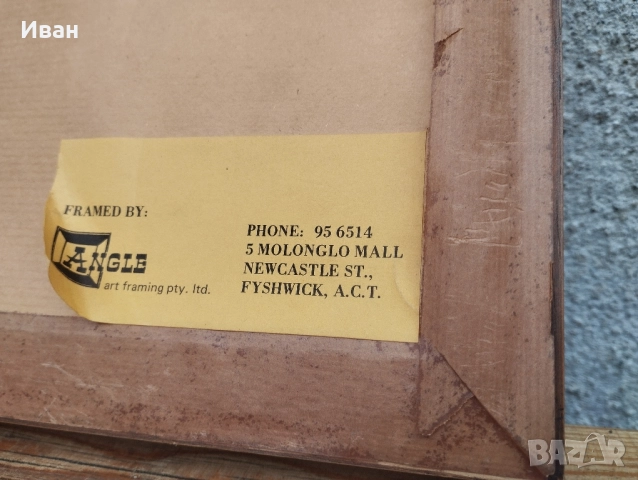 Иван
FRAMED BY:
ANGLE
art framing pty. ltd.
PHONE: 95 6514
5 MOLONGLO MALL
NEWCASTLE ST.,
FYSHWICK, A.C.T.
BAZAR